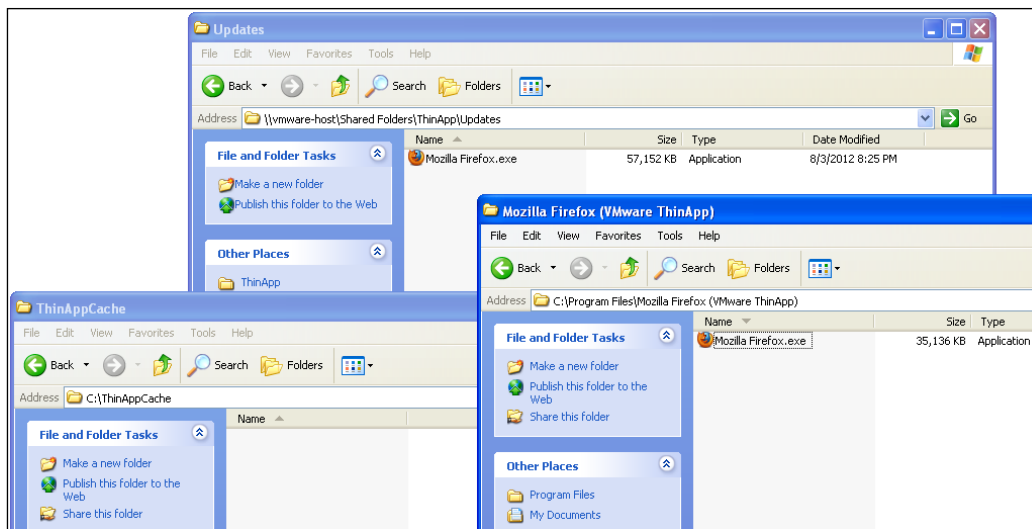 Updates
File Edit View Favorites Tools Help
Back Search Folders
Address \\vmware-host\Shared Folders\ThinApp\Updates Go
Name Size Type Date Modified
File and Folder Tasks
Mozilla Firefox.exe 57,152 KB Application 8/3/2012 8:25 PM
Make a new folder
Publish this folder to the Web
Other Places
ThinApp
Mozilla Firefox (VMware ThinApp)
File Edit View Favorites Tools Help
Back Search Folders
Address C:\Program Files\Mozilla Firefox (VMware ThinApp)
Name Size Type
File and Folder Tasks
Mozilla Firefox.exe 35,136 KB Application
Make a new folder
Publish this folder to the
Web
Share this folder
Other Places
Program Files
My Documents
ThinAppCache
File Edit View Favorites Tools Help
Back Search Folders
Address C:\ThinAppCache
Name
File and Folder Tasks
Make a new folder
Publish this folder to the
Web
Share this folder